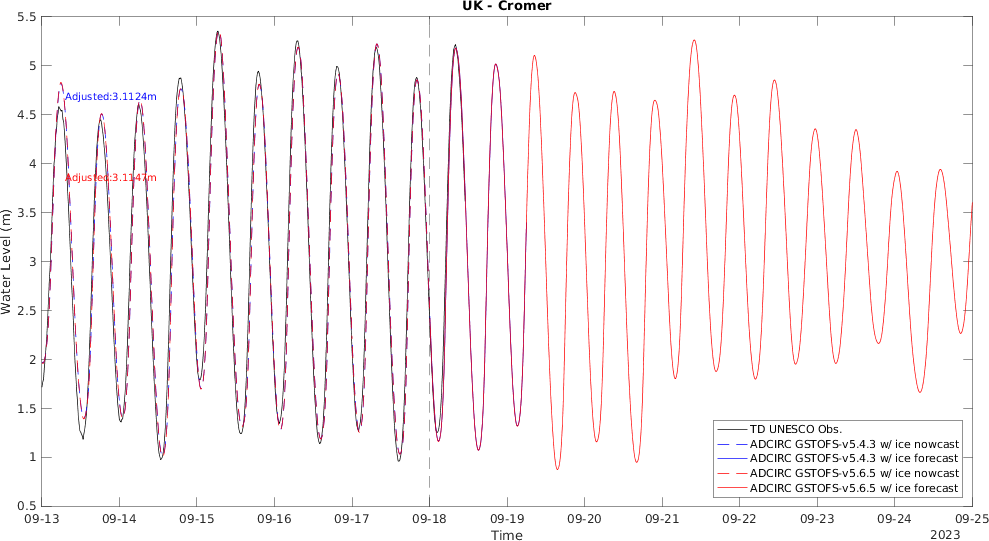 UK - Cromer
5.5
5
4.5
4
3.5
3
2.5
2
1.5
1
0.5
Water Level (m)
Adjusted:3.1124m
Adjusted:3.1147m
TD UNESCO Obs.
ADCIRC GSTOFS-v5.4.3 w/ ice nowcast
ADCIRC GSTOFS-v5.4.3 w/ ice forecast
ADCIRC GSTOFS-v5.6.5 w/ ice nowcast
ADCIRC GSTOFS-v5.6.5 w/ ice forecast
09-13 09-14 09-15 09-16 09-17 09-18 09-19 09-20 09-21 09-22 09-23 09-24 09-25
Time
2023